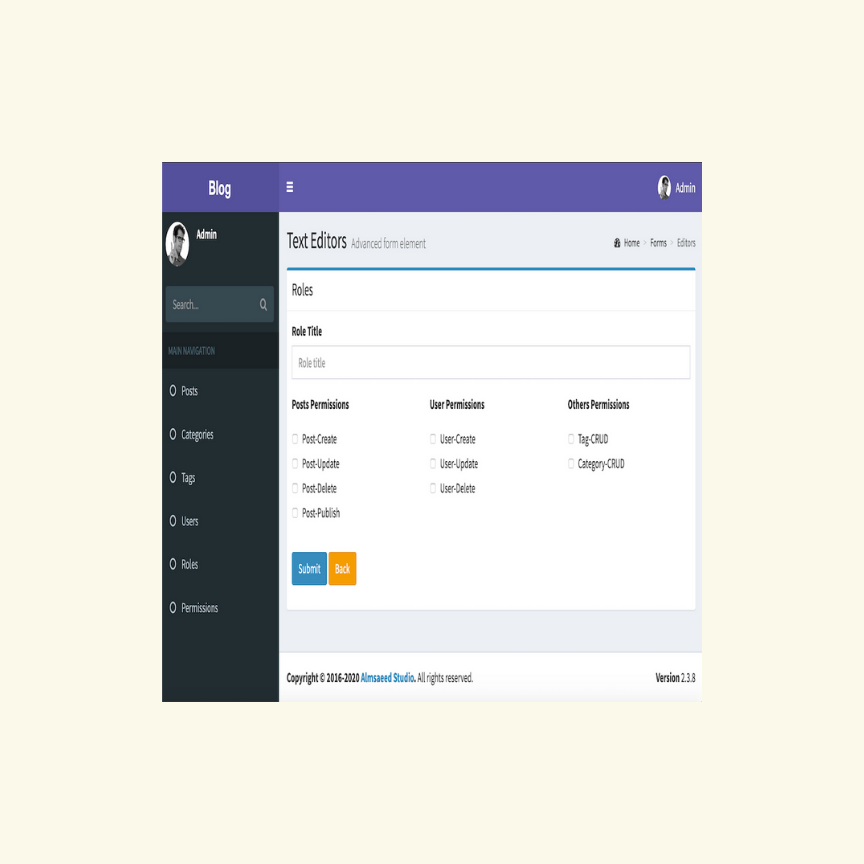 Blog
Admin
Admin
Search...
MAIN NAVIGATION
Posts
Categories
Tags
Users
Roles
Permissions
Text Editors Advanced form element
Home > Forms > Editors
Roles
Role Title
Role title
Posts Permissions
Post-Create
Post-Update
Post-Delete
Post-Publish
User Permissions
User-Create
User-Update
User-Delete
Others Permissions
Tag-CRUD
Category-CRUD
Submit
Back
Copyright © 2016-2020 Almsaeed Studio. All rights reserved.
Version 2.3.8